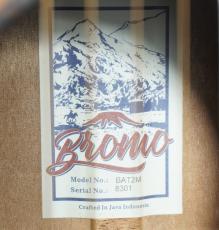 Bromo
Model No.: BAT2M
Serial No.: 8301
Crafted In Java Indonesia